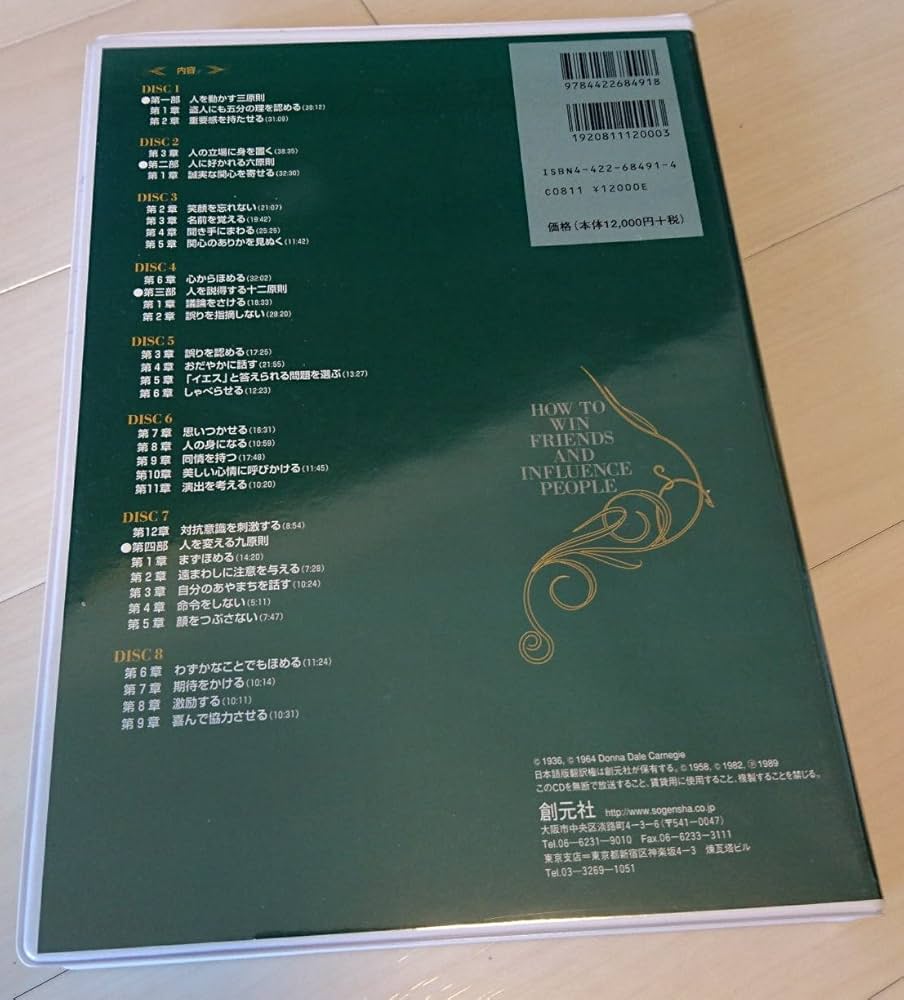 内容
DISC 1
●第一部 人を動かす三原則
第1章 盗人にも五分の理を認める(38:12)
第2章 重要感を持たせる(31:09)
DISC 2
第3章 人の立場に身を置く(38:35)
●第二部 人に好かれる六原則
第1章 誠実な関心を寄せる(32:30)
DISC 3
第2章 笑顔を忘れない(21:07)
第3章 名前を覚える(19:42)
第4章 聞き手にまわる(25:25)
第5章 関心のありかを見ぬく(11:42)
DISC 4
第6章 心からほめる(32:02)
●第三部 人を説得する十二原則
第1章 議論をさける(18:33)
第2章 誤りを指摘しない(29:20)
DISC 5
第3章 誤りを認める(17:25)
第4章 おだやかに話す(21:55)
第5章 「イエス」と答えられる問題を選ぶ(13:27)
第6章 しゃべらせる(12:23)
DISC 6
第7章 思いつかせる(16:31)
第8章 人の身になる(10:59)
第9章 同情を持つ(17:48)
第10章 美しい心情に呼びかける(11:45)
第11章 演出を考える(10:20)
DISC 7
第12章 対抗意識を刺激する(8:54)
●第四部 人を変える九原則
第1章 まずほめる(14:20)
第2章 遠まわしに注意を与える(7:28)
第3章 自分のあやまちを話す(10:24)
第4章 命令をしない(5:11)
第5章 顔をつぶさない(7:47)
DISC 8
第6章 わずかなことでもほめる(11:24)
第7章 期待をかける(10:14)
第8章 激励する(10:11)
第9章 喜んで協力させる(10:31)
9784422684918
1920811120003
ISBN4-422-68491-4
C0811 ¥12000E
価格(本体12,000円+税)
HOW TO
WIN
FRIENDS
AND
INFLUENCE
PEOPLE
© 1936, © 1964 Donna Dale Carnegie
日本語版翻訳権は創元社が保有する。© 1958, © 1982, ℗ 1989
このCDを無断で放送すること、賃貸用に使用すること、複製することを禁じる。
創元社 http://www.sogensha.co.jp
大阪市中央区淡路町4-3-6(〒541-0047)
Tel.06-6231-9010 Fax.06-6233-3111
東京支店=東京都新宿区神楽坂4-3 煉瓦塔ビル
Tel.03-3269-1051